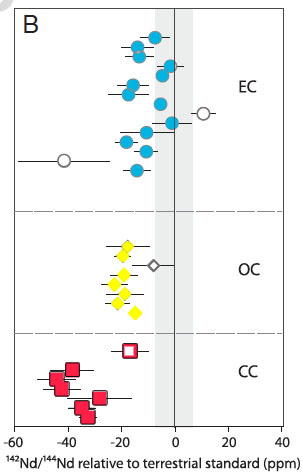 B
EC
OC
CC
-60 -40 -20 0 20 40
¹⁴²Nd/¹⁴⁴Nd relative to terrestrial standard (ppm)